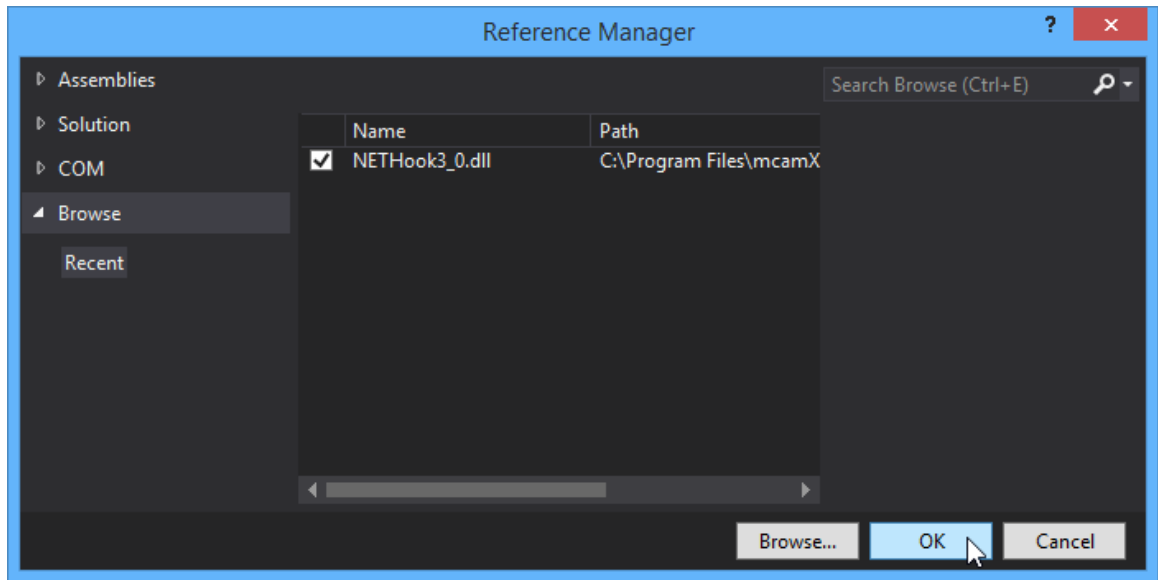 Reference Manager
?
Assemblies
Solution
COM
Browse
Recent
Search Browse (Ctrl+E)
Name Path
NETHook3_0.dll C:\Program Files\mcamX
Browse... OK Cancel